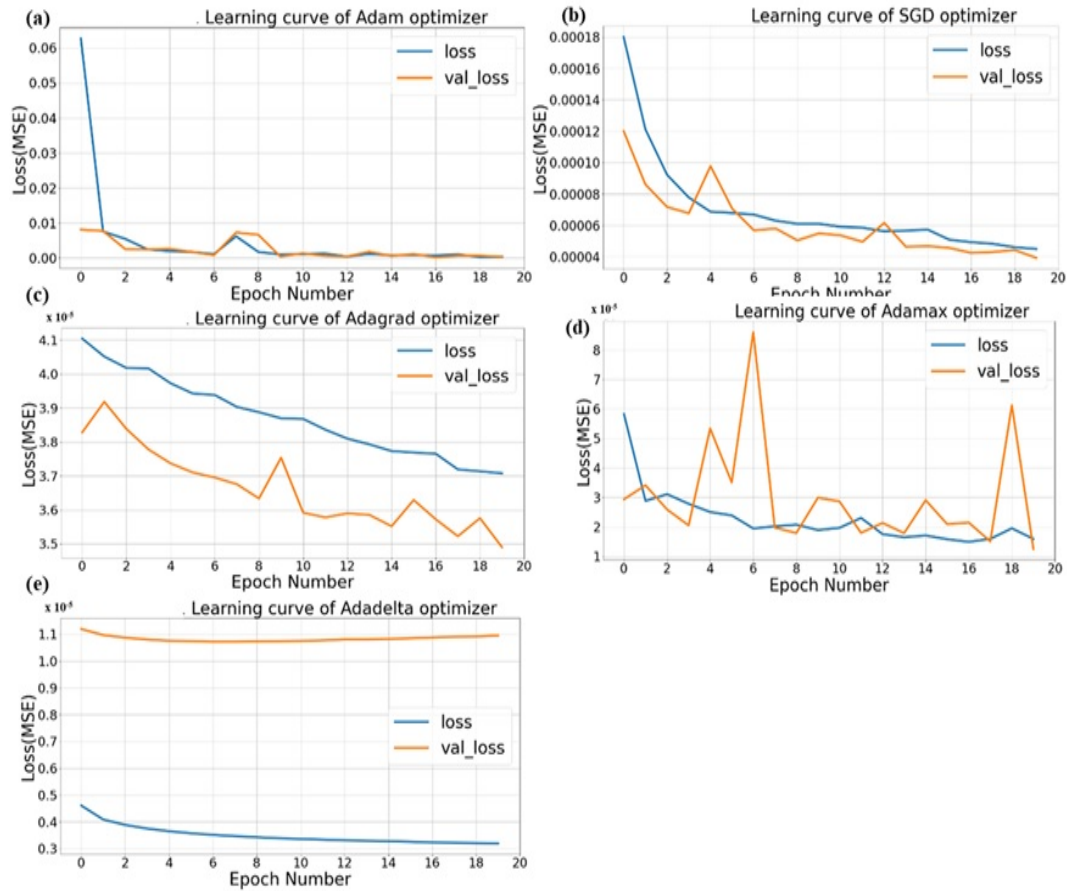 (a)
. Learning curve of Adam optimizer
loss
val_loss
Loss(MSE)
0.06
0.05
0.04
0.03
0.02
0.01
0.00
0 2 4 6 8 10 12 14 16 18 20
Epoch Number
(b)
Learning curve of SGD optimizer
loss
val_loss
Loss(MSE)
0.00018
0.00016
0.00014
0.00012
0.00010
0.00008
0.00006
0.00004
0 2 4 6 8 10 12 14 16 18 20
Epoch Number
(c)
x 10-5
. Learning curve of Adagrad optimizer
loss
val_loss
Loss(MSE)
4.1
4.0
3.9
3.8
3.7
3.6
3.5
0 2 4 6 8 10 12 14 16 18 20
Epoch Number
(d)
x 10-5
Learning curve of Adamax optimizer
loss
val_loss
Loss(MSE)
8
7
6
5
4
3
2
1
0 2 4 6 8 10 12 14 16 18 20
Epoch Number
(e)
x 10-5
. Learning curve of Adadelta optimizer
loss
val_loss
Loss(MSE)
1.1
1.0
0.9
0.8
0.7
0.6
0.5
0.4
0.3
0 2 4 6 8 10 12 14 16 18 20
Epoch Number